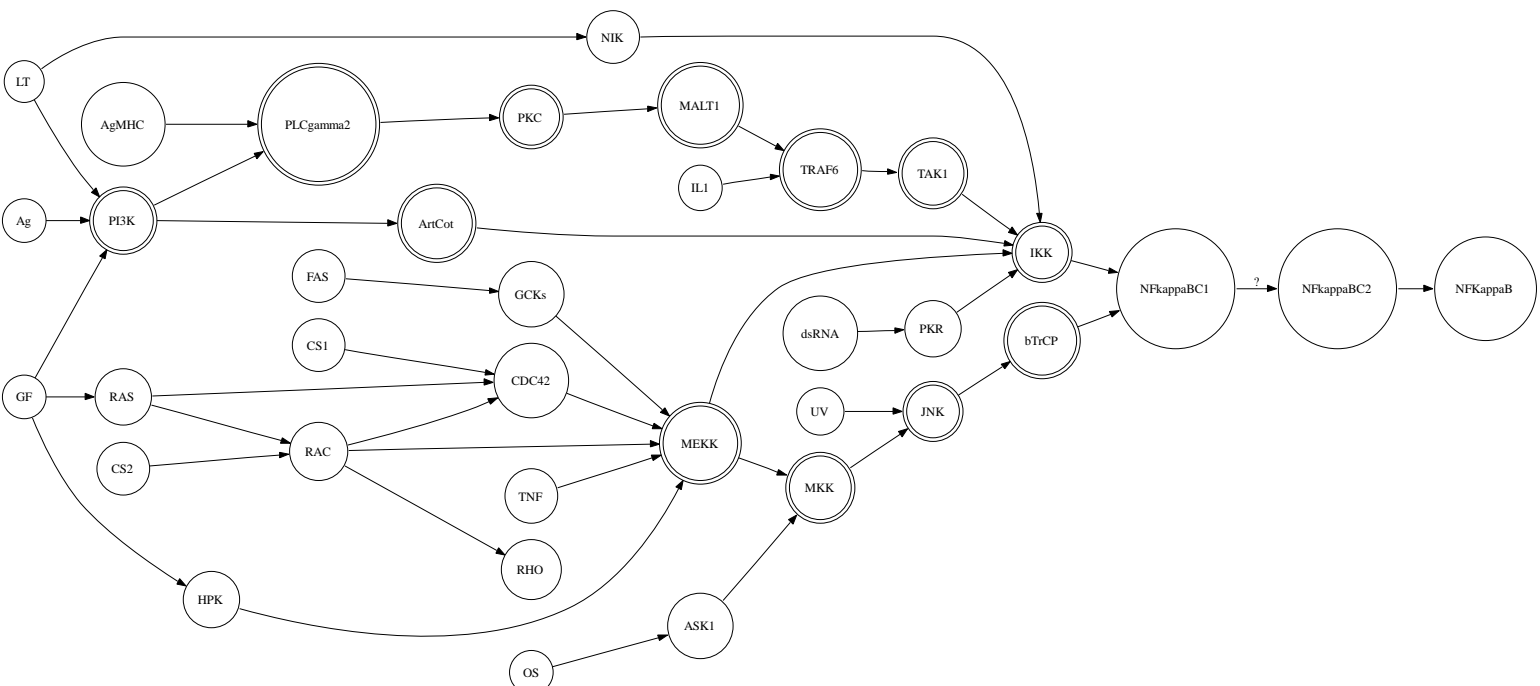 NIK
LT
AgMHC
PLCgamma2
PKC
MALT1
TRAF6
TAK1
IL1
Ag
PI3K
ArtCot
IKK
FAS
GCKs
NFkappaBC1
?
NFkappaBC2
NFKappaB
dsRNA
PKR
bTrCP
CS1
CDC42
GF
RAS
UV
JNK
RAC
MEKK
CS2
TNF
MKK
RHO
HPK
ASK1
OS